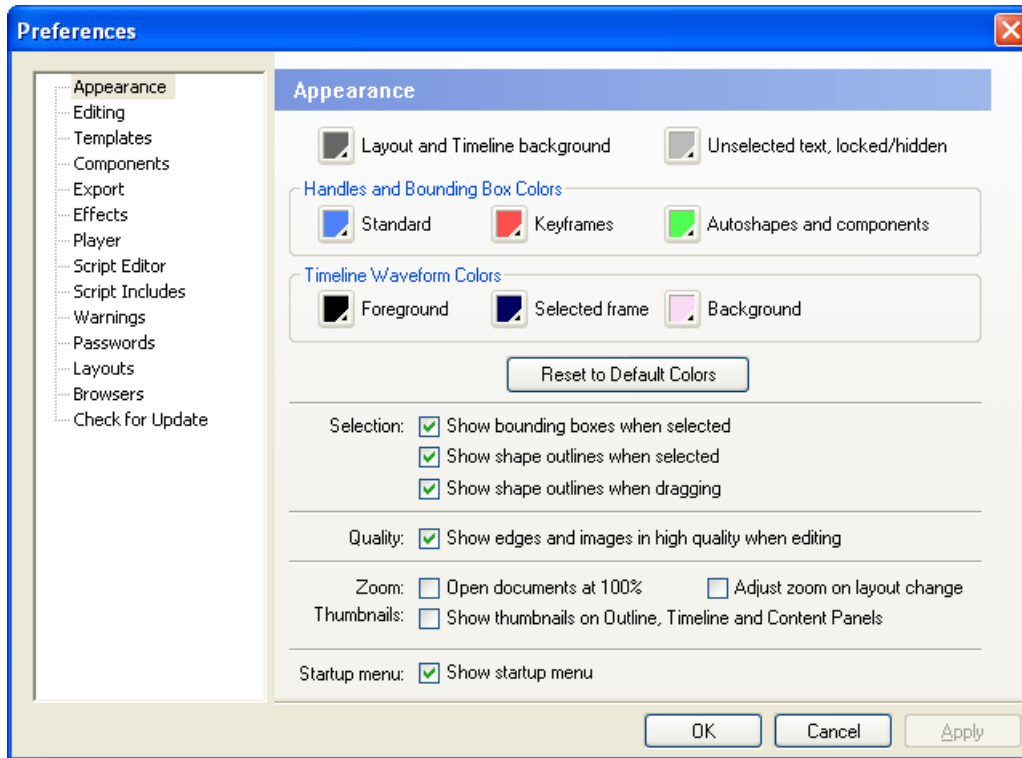 Preferences
Appearance
Editing
Templates
Components
Export
Effects
Player
Script Editor
Script Includes
Warnings
Passwords
Layouts
Browsers
Check for Update
Appearance
Layout and Timeline background Unselected text, locked/hidden
Handles and Bounding Box Colors
Standard Keyframes Autoshapes and components
Timeline Waveform Colors
Foreground Selected frame Background
Reset to Default Colors
Selection: Show bounding boxes when selected
Show shape outlines when selected
Show shape outlines when dragging
Quality: Show edges and images in high quality when editing
Zoom: Open documents at 100% Adjust zoom on layout change
Thumbnails: Show thumbnails on Outline, Timeline and Content Panels
Startup menu: Show startup menu
OK Cancel Apply